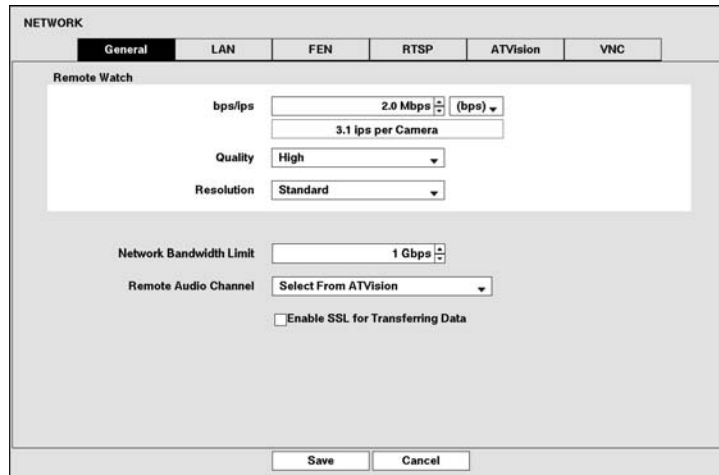 NETWORK
General LAN FEN RTSP ATVision VNC
Remote Watch
bps/ips 2.0 Mbps (bps)
3.1 ips per Camera
Quality High
Resolution Standard
Network Bandwidth Limit 1 Gbps
Remote Audio Channel Select From ATVision
Enable SSL for Transferring Data
Save Cancel